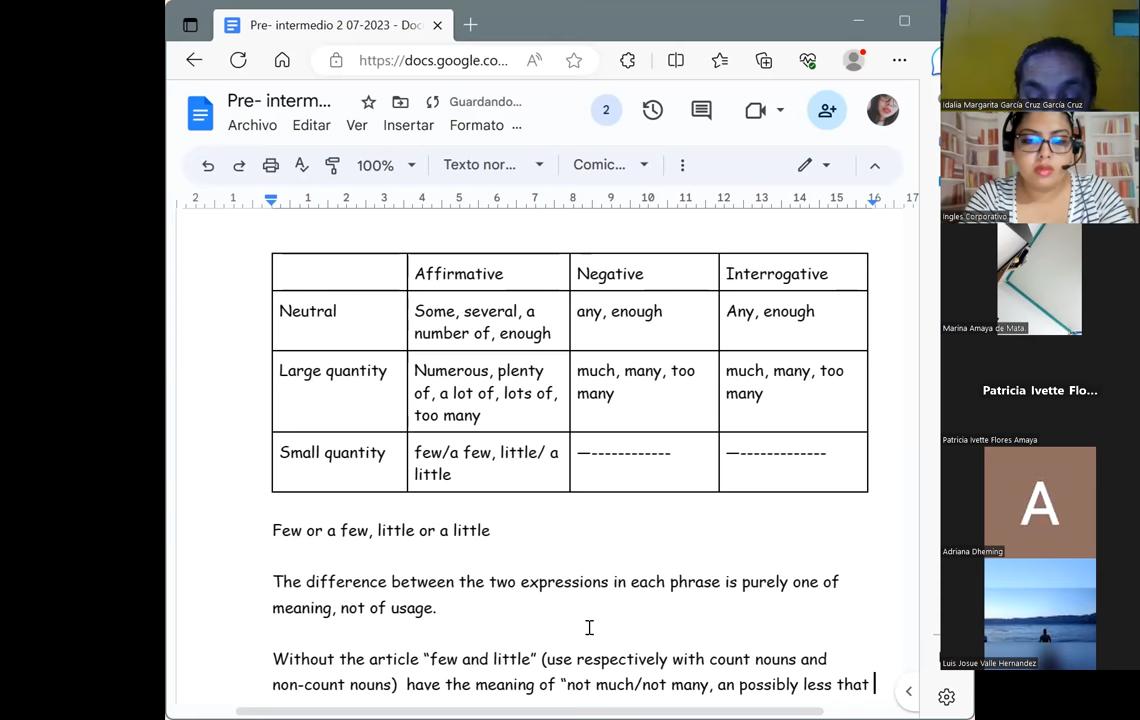 Pre- intermedio 2 07-2023 - Doc
https://docs.google.co...
Pre- interm...
Guardando...
2
Archivo Editar Ver Insertar Formato ...
100% Texto nor... Comic...
2 1 1 2 3 4 5 6 7 8 9 10 11 12 13 14 15 16 17
Affirmative Negative Interrogative
Neutral Some, several, a number of, enough any, enough Any, enough
Large quantity Numerous, plenty of, a lot of, lots of, too many much, many, too many much, many, too many
Small quantity few/a few, little/ a little —------------ —-------------
Few or a few, little or a little
The difference between the two expressions in each phrase is purely one of
meaning, not of usage.
Without the article “few and little” (use respectively with count nouns and
non-count nouns) have the meaning of “not much/not many, an possibly less that
Idalia Margarita García Cruz García Cruz
Ingles Corporativo
Marina Amaya de Mata.
Patricia Ivette Flo...
Patricia Ivette Flores Amaya
A
Adriana Dheming
Luis Josue Valle Hernandez